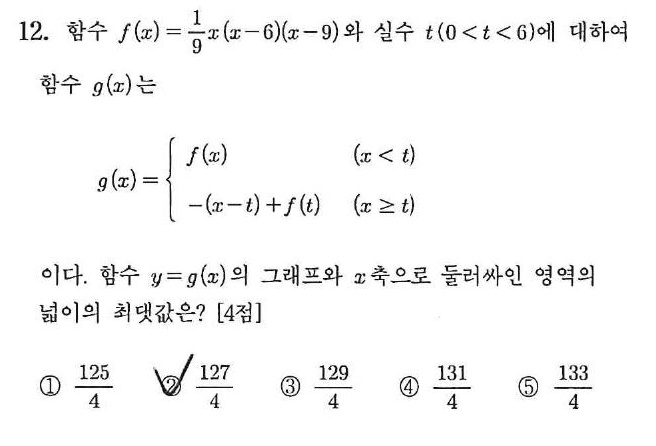 12. 함수 f(x)=1/9x(x-6)(x-9)와 실수 t(0<t<6)에 대하여
함수 g(x)는
g(x)={ f(x) (x<t)
-(x-t)+f(t) (x≥t)
이다. 함수 y=g(x)의 그래프와 x축으로 둘러싸인 영역의
넓이의 최댓값은? [4점]
① 125/4 ② 127/4 ③ 129/4 ④ 131/4 ⑤ 133/4